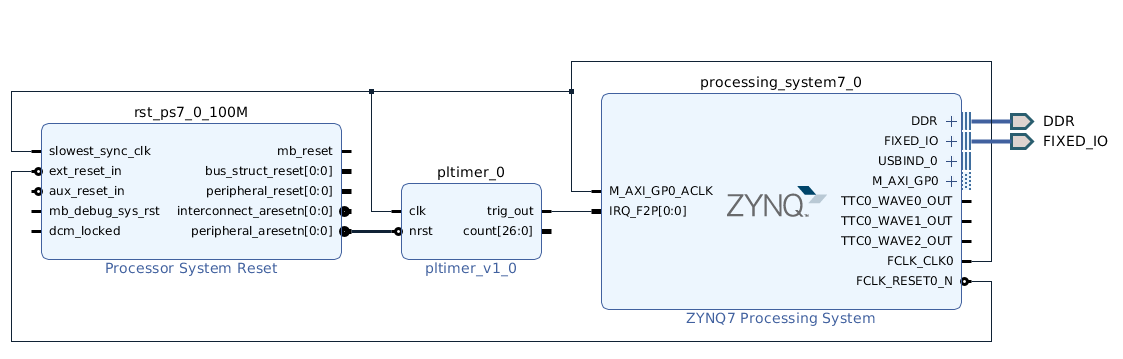 rst_ps7_0_100M
slowest_sync_clk
ext_reset_in
aux_reset_in
mb_debug_sys_rst
dcm_locked
mb_reset
bus_struct_reset[0:0]
peripheral_reset[0:0]
interconnect_aresetn[0:0]
peripheral_aresetn[0:0]
Processor System Reset
pltimer_0
clk
nrst
trig_out
count[26:0]
pltimer_v1_0
processing_system7_0
M_AXI_GP0_ACLK
IRQ_F2P[0:0]
ZYNQ
DDR
FIXED_IO
USBIND_0
M_AXI_GP0
TTC0_WAVE0_OUT
TTC0_WAVE1_OUT
TTC0_WAVE2_OUT
FCLK_CLK0
FCLK_RESET0_N
ZYNQ7 Processing System
DDR
FIXED_IO